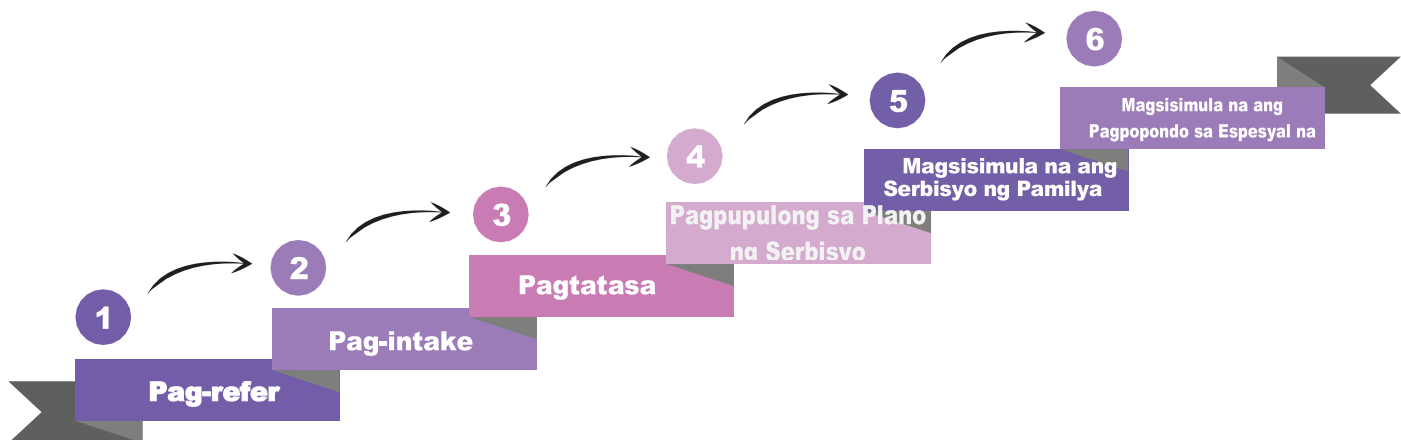 1
Pag-refer
2
Pag-intake
3
Pagtatasa
4
Pagpupulong sa Plano
ng Serbisyo
5
Magsisimula na ang
Serbisyo ng Pamilya
6
Magsisimula na ang
Pagpopondo sa Espesyal na